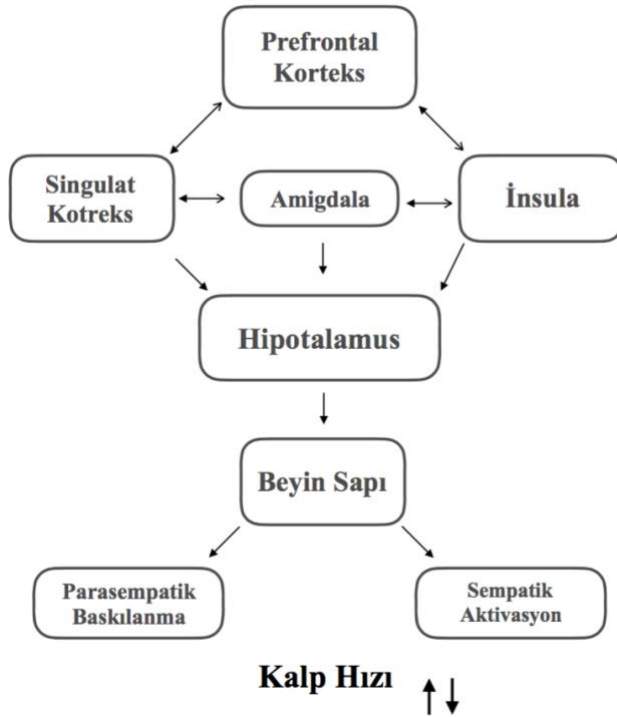 Prefrontal
Korteks
Singulat
Kotreks
Amigdala
İnsula
Hipotalamus
Beyin Sapı
Parasempatik
Baskılanma
Sempatik
Aktivasyon
Kalp Hızı